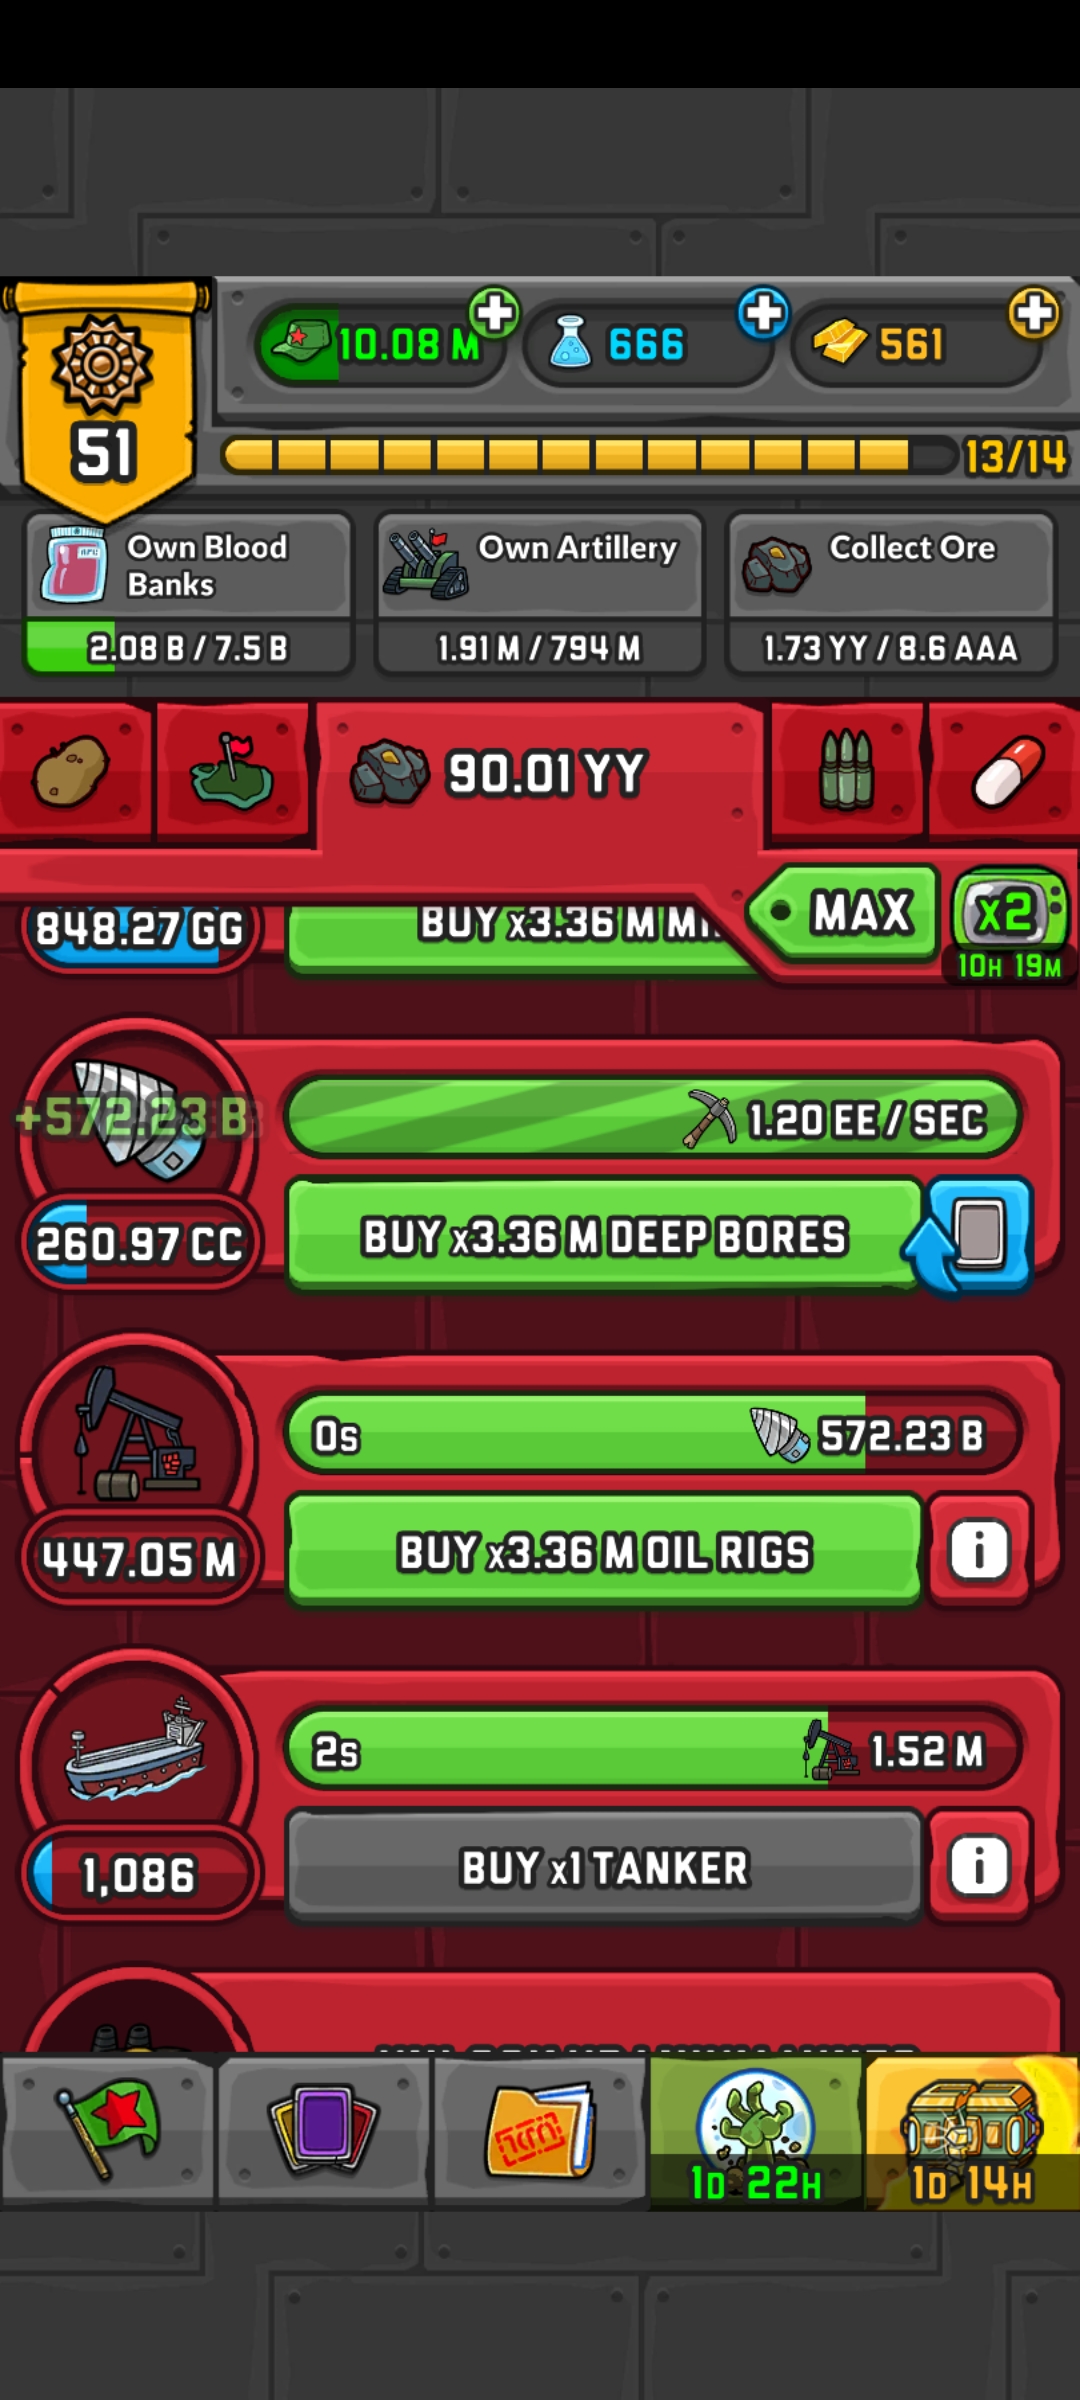 10.08 M
666
561
51
13/14
Own Blood
Banks
Own Artillery
Collect Ore
2.08 B / 7.5 B
1.91 M / 794 M
1.73 YY / 8.6 AAA
90.01 YY
MAX
x2
10H 19M
848.27 GG
BUY x3.36 M
+572.23 B
1.20 EE / SEC
260.97 CC
BUY x3.36 M DEEP BORES
0s
572.23 B
447.05 M
BUY x3.36 M OIL RIGS
i
2s
1.52 M
1,086
BUY x1 TANKER
i
1D 22H
1D 14H